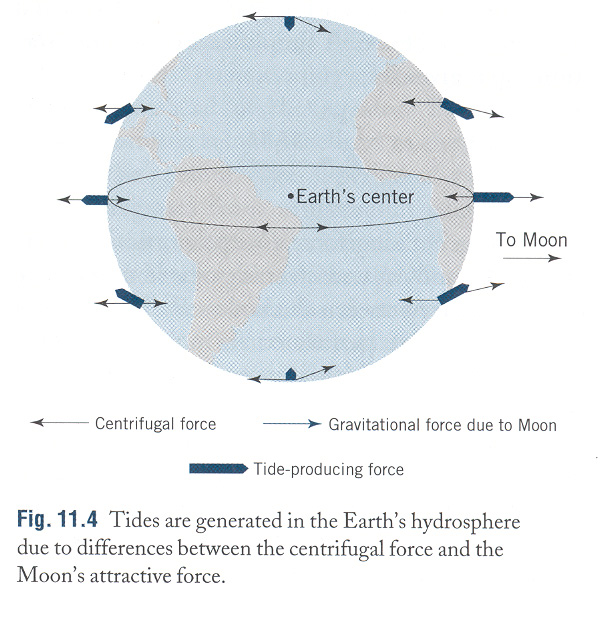 Earth's center
To Moon
Centrifugal force
Gravitational force due to Moon
Tide-producing force
Fig. 11.4 Tides are generated in the Earth's hydrosphere
due to differences between the centrifugal force and the
Moon's attractive force.